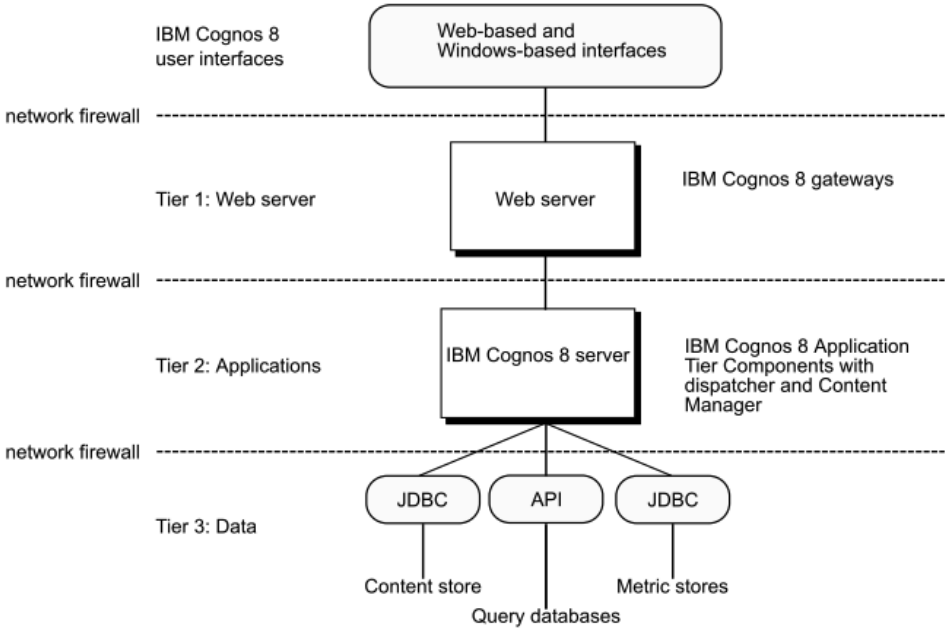 IBM Cognos 8
user interfaces
Web-based and
Windows-based interfaces
network firewall
Tier 1: Web server
Web server
IBM Cognos 8 gateways
network firewall
Tier 2: Applications
IBM Cognos 8 server
IBM Cognos 8 Application
Tier Components with
dispatcher and Content
Manager
network firewall
Tier 3: Data
JDBC
API
JDBC
Content store
Query databases
Metric stores